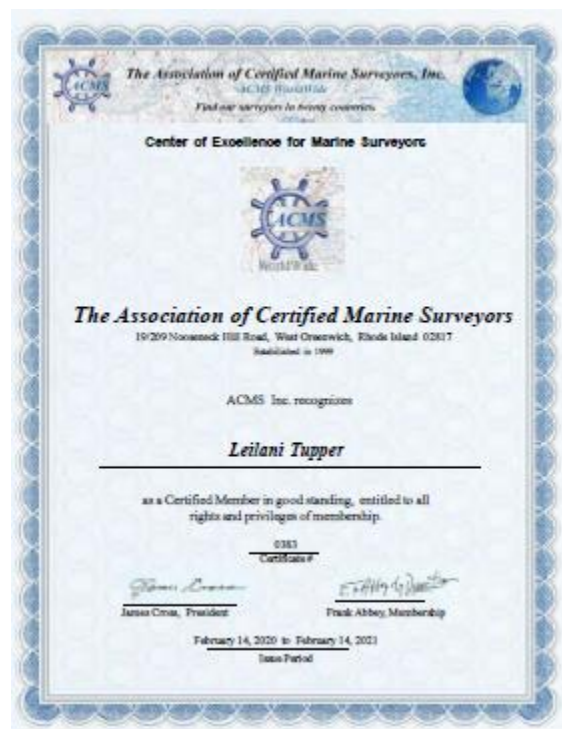 The Association of Certified Marine Surveyors, Inc.
ACMS
ACMS WorldWide
Find our surveyors in twenty countries.
Center of Excellence for Marine Surveyors
ACMS
WorldWide
The Association of Certified Marine Surveyors
19/209 Nooseneck Hill Road, West Greenwich, Rhode Island 02817
Established in 1999
ACMS Inc. recognizes
Leilani Tupper
as a Certified Member in good standing, entitled to all
rights and privileges of membership.
0383
Certificate #
James Cross, President Frank Abbey, Membership
February 14, 2020 to February 14, 2021
Issue Period